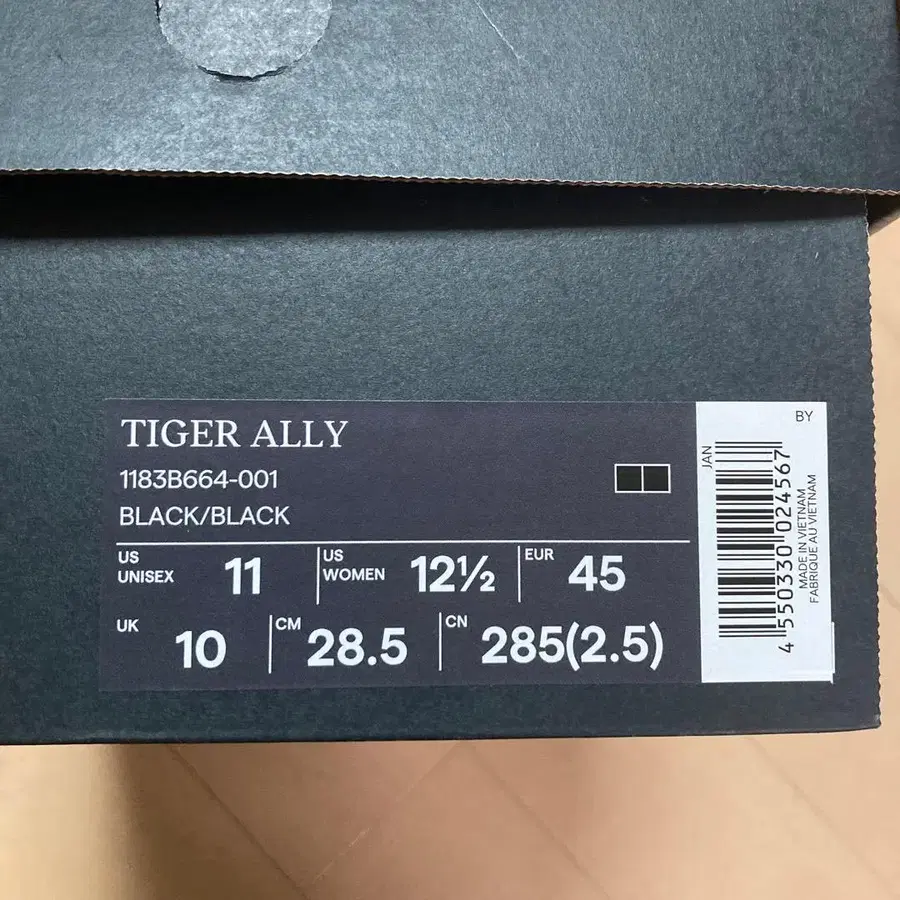 TIGER ALLY
1183B664-001
BLACK/BLACK
US UNISEX 11
US WOMEN 12½
EUR 45
UK 10
CM 28.5
CN 285(2.5)
BY
JAN
4 550330 024567
MADE IN VIETNAM
FABRIQUE AU VIETNAM